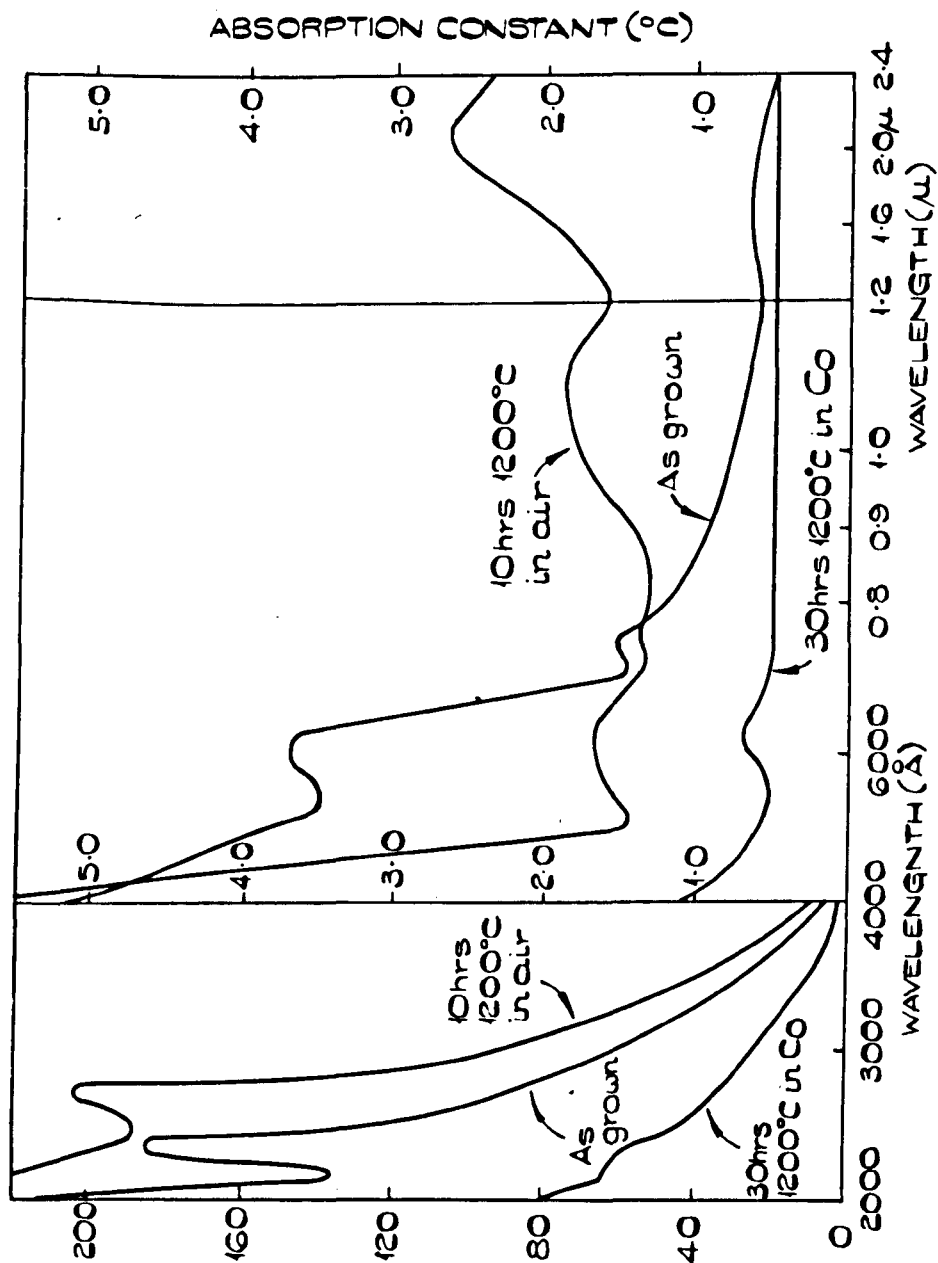 ABSORPTION CONSTANT (°C)
5.0
4.0
3.0
2.0
1.0
10hrs 1200°C
in air
As grown
30hrs 1200°C in Co
0.8
0.9
1.0
1.2
1.6
2.0μ
2.4
WAVELENGTH (μ)
5.0
4.0
3.0
2.0
1.0
10hrs
1200°C
in air
As
grown
30hrs
1200°C in Co
200
160
120
80
40
0
2000
3000
4000
6000
WAVELENGNTH (Å)